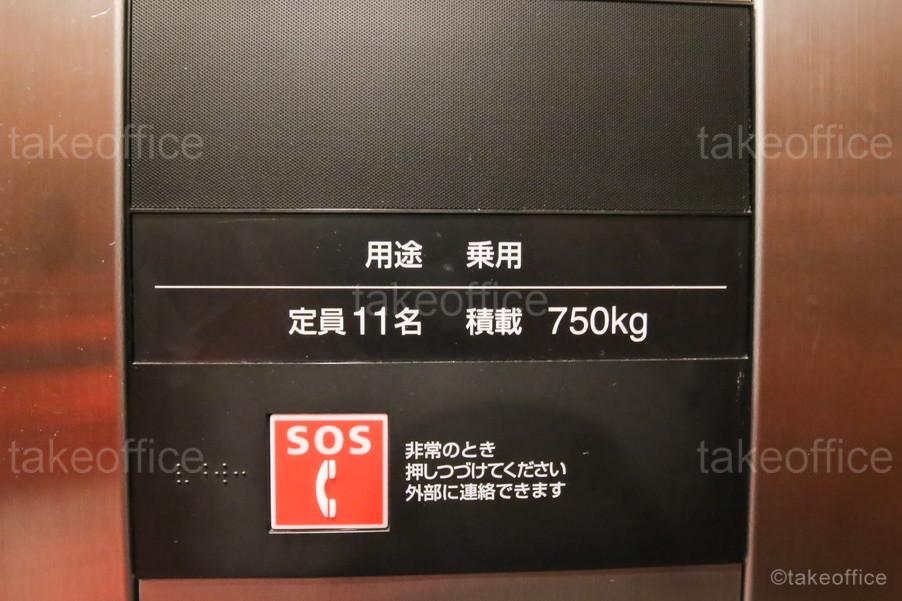 takeoffice takeoffice
用途 乗用
takeoffice
定員 11名 積載 750kg
takeoffice takeoffice
SOS
非常のとき
押しつづけてください
外部に連絡できます
©takeoffice